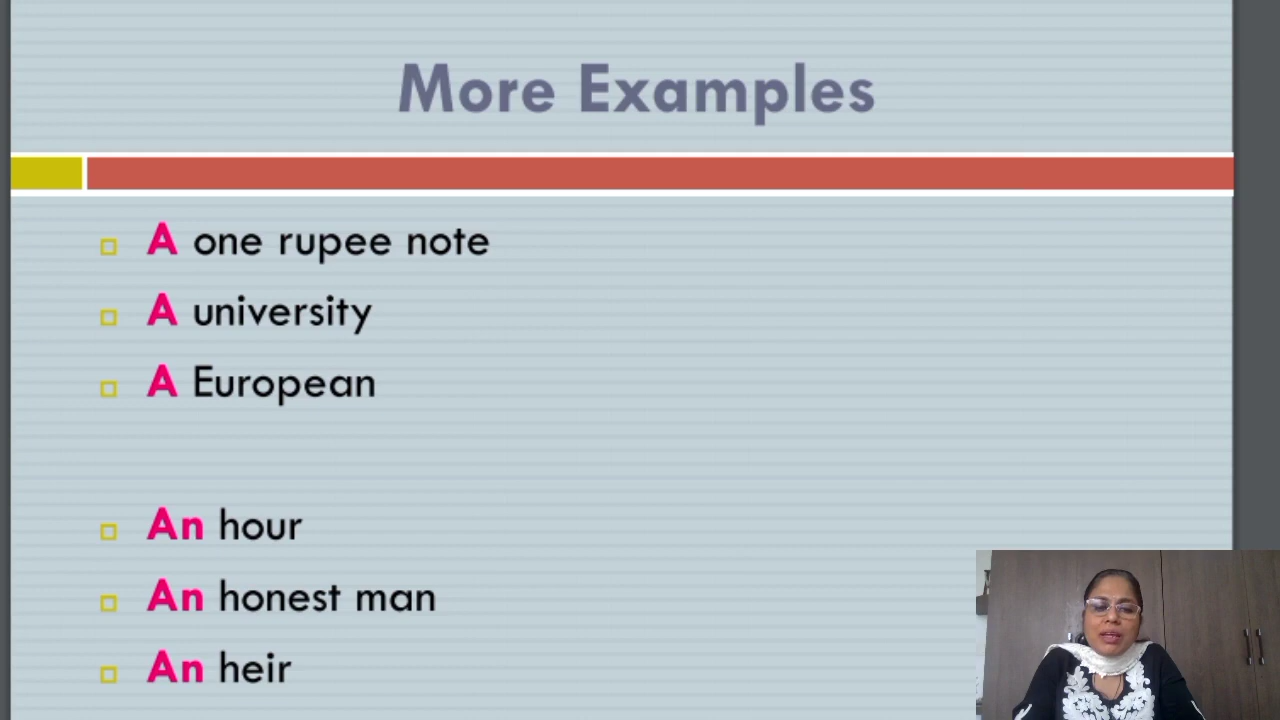 More Examples
A one rupee note
A university
A European
An hour
An honest man
An heir